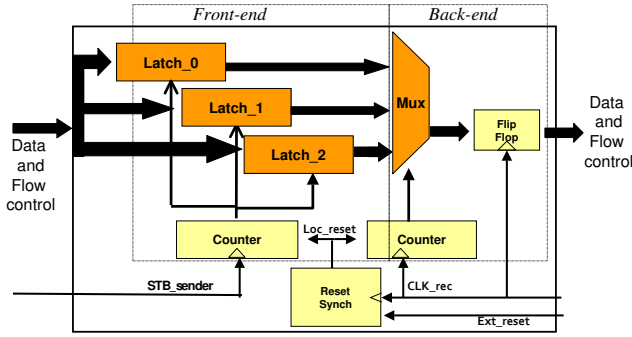 Front-end
Back-end
Latch_0
Latch_1
Latch_2
Mux
Flip
Flop
Data
and
Flow
control
Data
and
Flow
control
Counter
Loc_reset
Counter
STB_sender
Reset
Synch
CLK_rec
Ext_reset